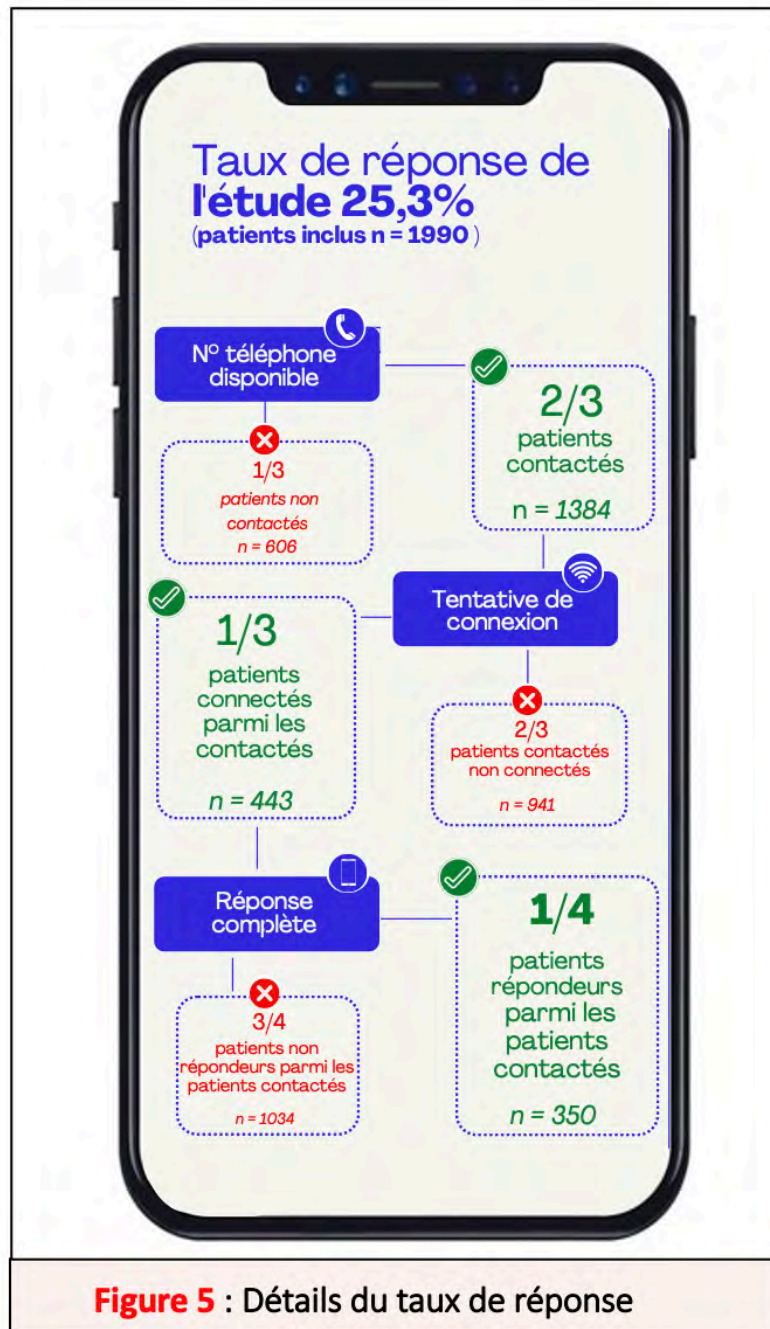 Taux de réponse de
l'étude 25,3%
(patients inclus n = 1990 )
N° téléphone
disponible
2/3
patients
contactés
n = 1384
1/3
patients non
contactés
n = 606
Tentative de
connexion
1/3
patients
connectés
parmi les
contactés
n = 443
2/3
patients contactés
non connectés
n = 941
Réponse
complète
1/4
patients
répondeurs
parmi les
patients
contactés
n = 350
3/4
patients non
répondeurs parmi les
patients contactés
n = 1034
Figure 5 : Détails du taux de réponse